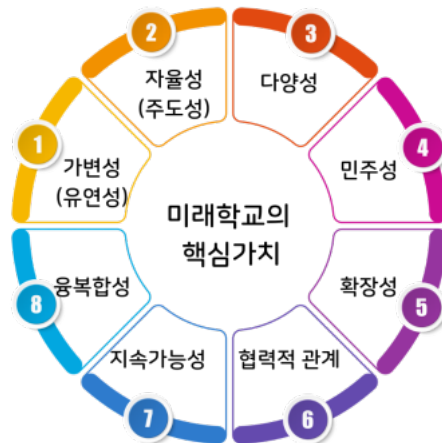 미래학교의
핵심가치
1
가변성
(유연성)
2
자율성
(주도성)
3
다양성
4
민주성
5
확장성
6
협력적 관계
7
지속가능성
8
융복합성